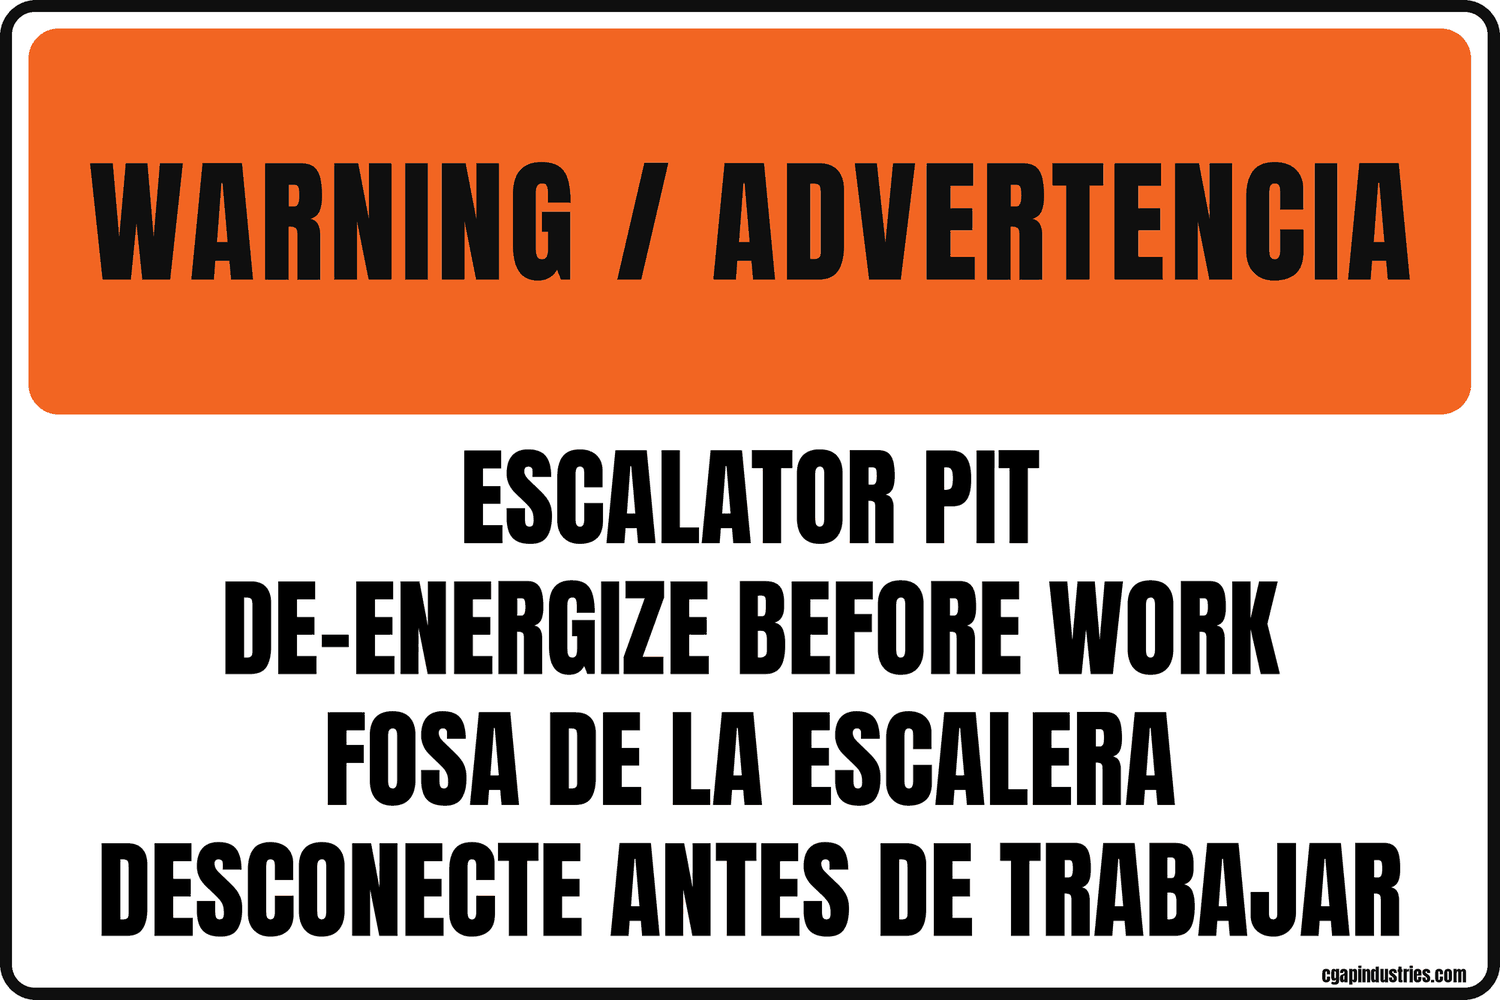 WARNING / ADVERTENCIA
ESCALATOR PIT
DE-ENERGIZE BEFORE WORK
FOSA DE LA ESCALERA
DESCONECTE ANTES DE TRABAJAR
cgapindustries.com